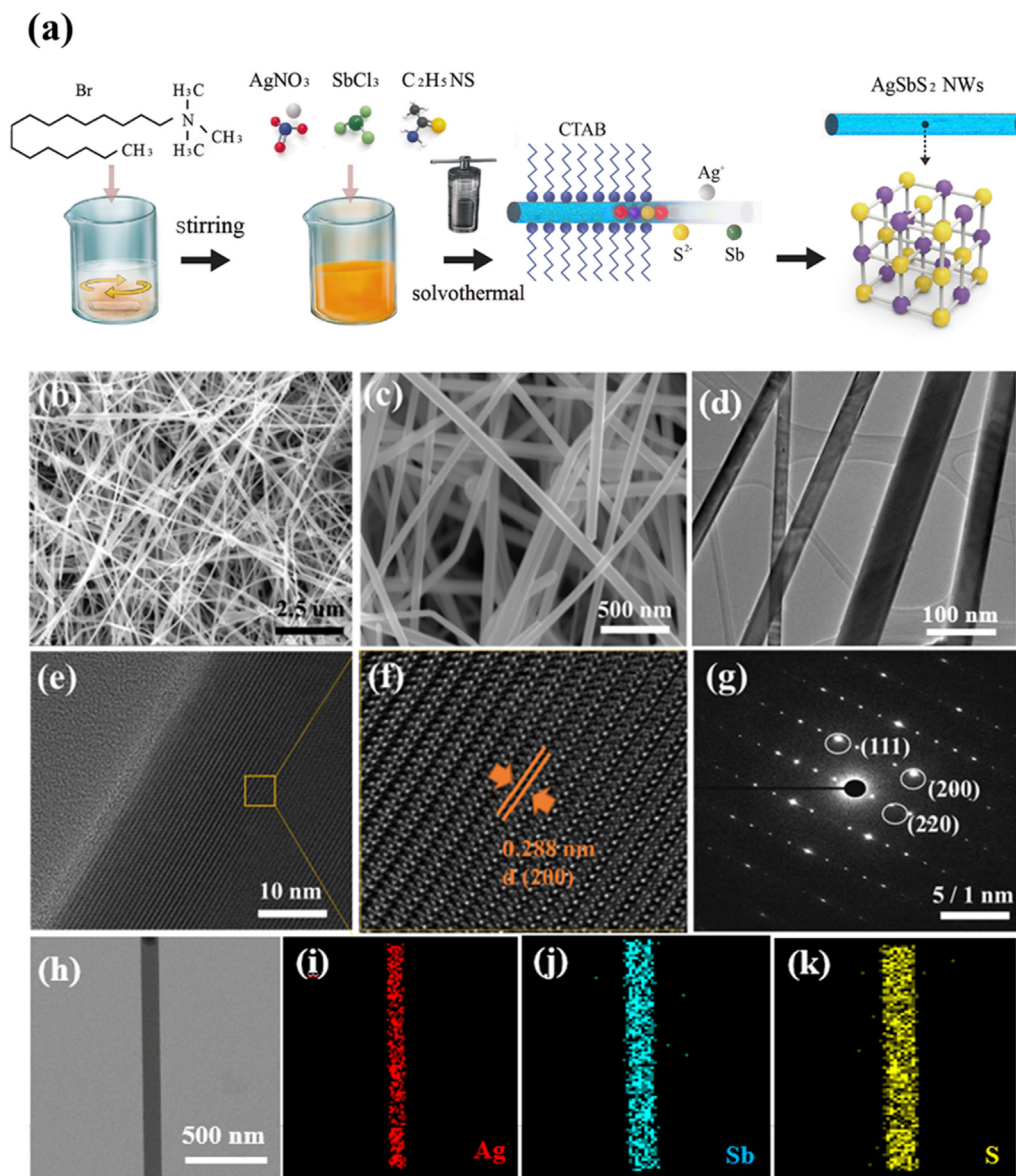 (a)
AgNO₃ SbCl₃ C₂H₅NS
AgSbS₂ NWs
Br
H₃C
CH₃
N
CH₃
H₃C
CH₃
CTAB
Ag⁺
stirring
S²⁻
Sb
solvothermal
(b)
2.5 um
(c)
500 nm
(d)
100 nm
(e)
10 nm
(f)
0.288 nm
d (200)
(g)
(111)
(200)
(220)
5 / 1 nm
(h)
500 nm
(i)
Ag
(j)
Sb
(k)
S